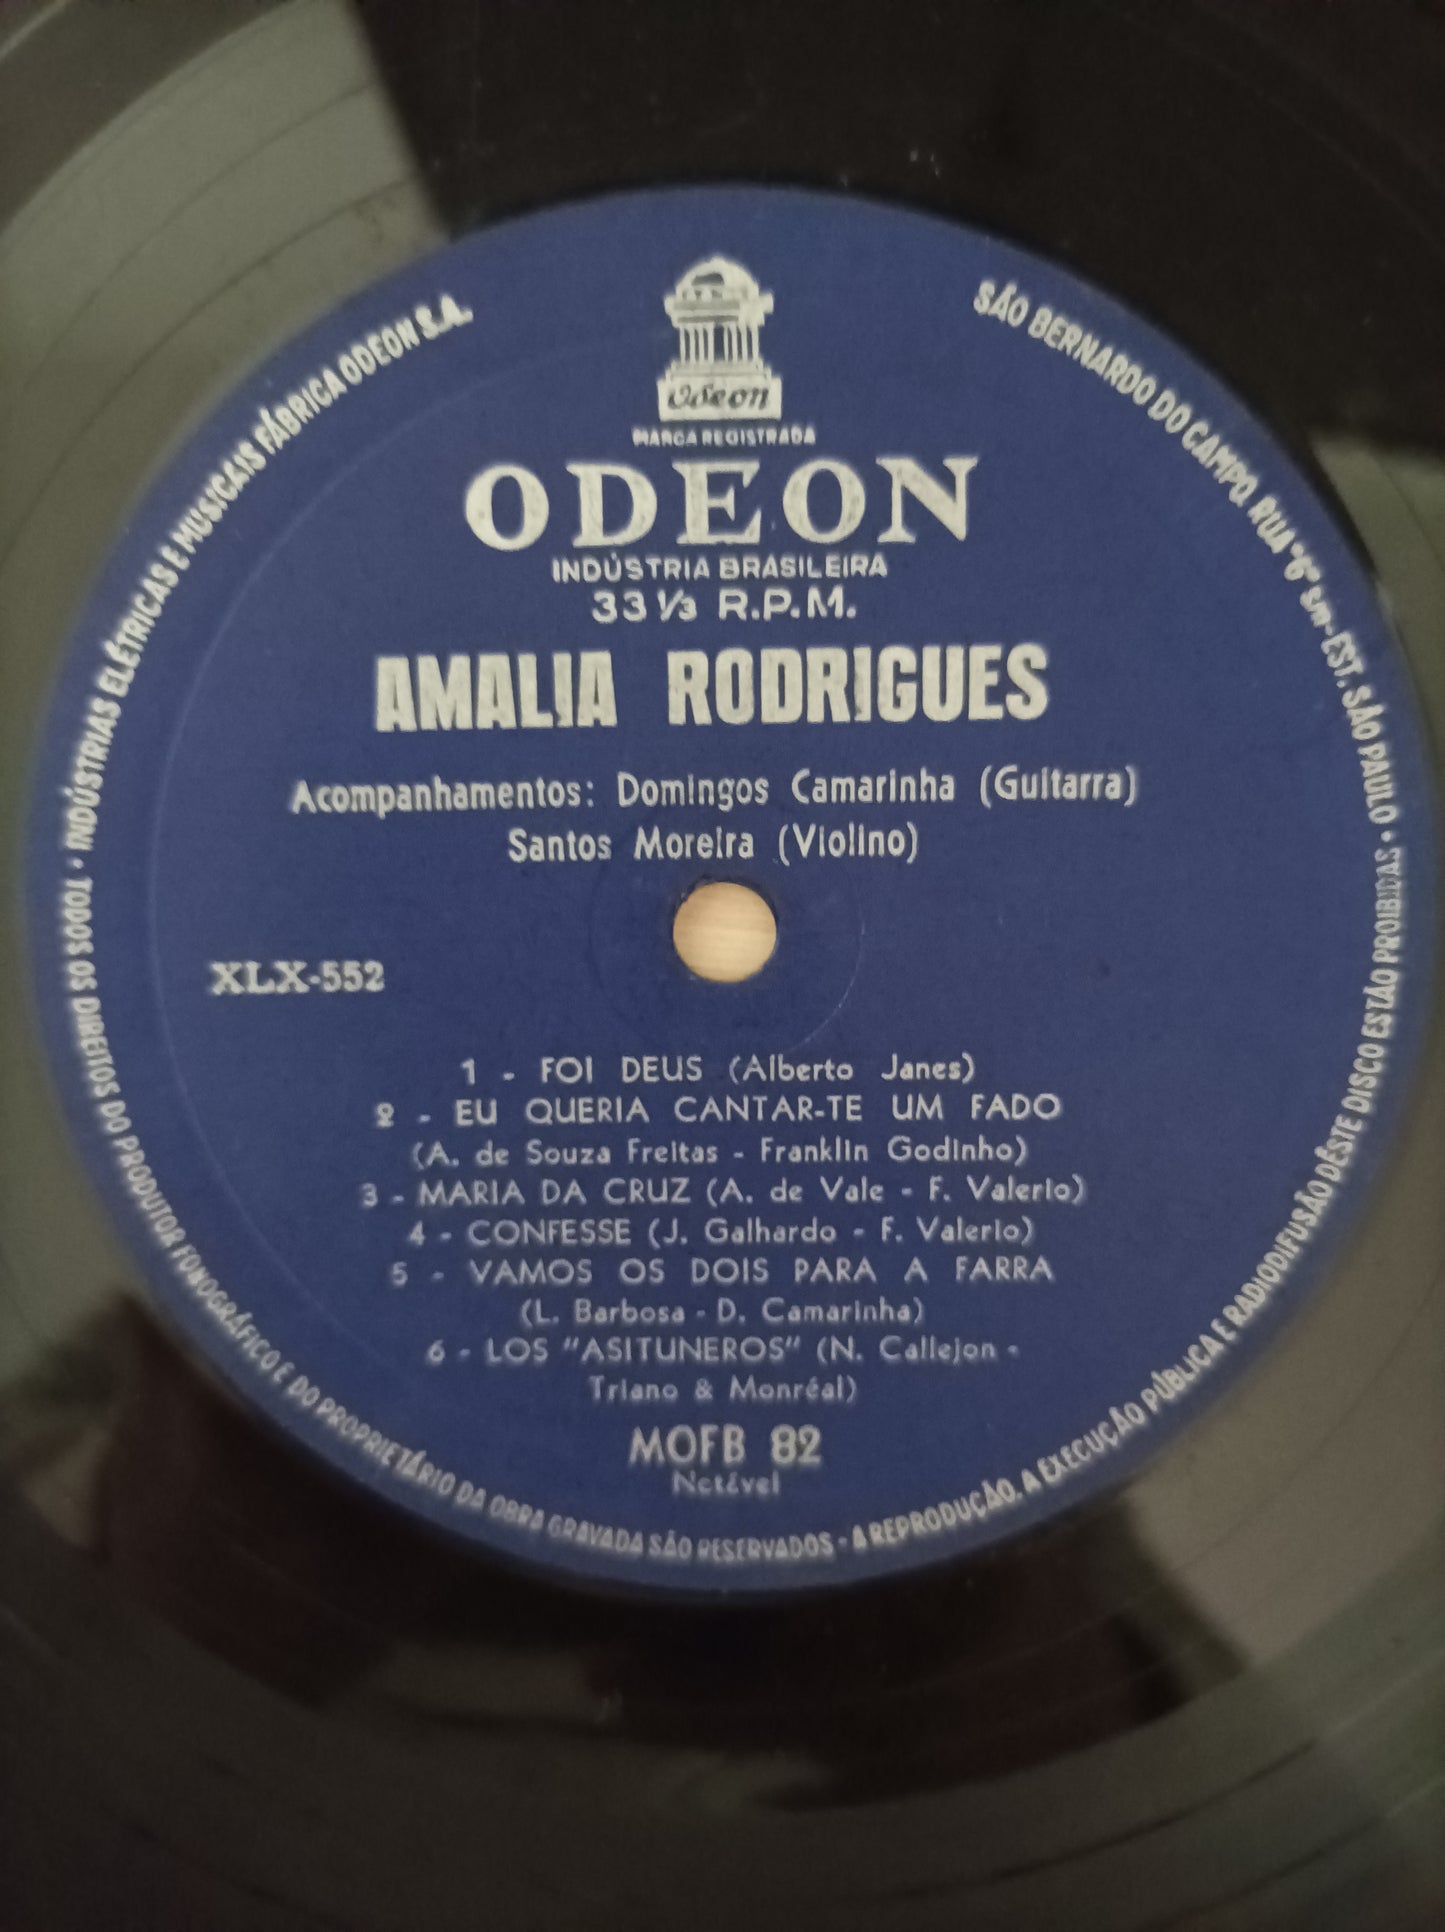 Odeon
MARCA REGISTRADA
ODEON
INDÚSTRIA BRASILEIRA
33 1/3 R.P.M.
AMALIA RODRIGUES
Acompanhamentos: Domingos Camarinha (Guitarra)
Santos Moreira (Violino)
XLX-552
1 - FOI DEUS (Alberto Janes)
2 - EU QUERIA CANTAR-TE UM FADO
(A. de Souza Freitas - Franklin Godinho)
3 - MARIA DA CRUZ (A. de Vale - F. Valerio)
4 - CONFESSE (J. Galhardo - F. Valerio)
5 - VAMOS OS DOIS PARA A FARRA
(L. Barbosa - D. Camarinha)
6 - LOS "ASITUNEROS" (N. Callejon -
Triano & Monréal)
MOFB 82
Notável
• INDÚSTRIAS ELÉTRICAS E MUSICAIS FÁBRICA ODEON S.A.
SÃO BERNARDO DO CAMPO, RUA "6" s/n - EST. SÃO PAULO •
TODOS OS DIREITOS DO PRODUTOR FONOGRÁFICO E DO PROPRIETÁRIO DA OBRA GRAVADA SÃO RESERVADOS - A REPRODUÇÃO, A EXECUÇÃO PÚBLICA E RADIODIFUSÃO DÊSTE DISCO ESTÃO PROIBIDAS